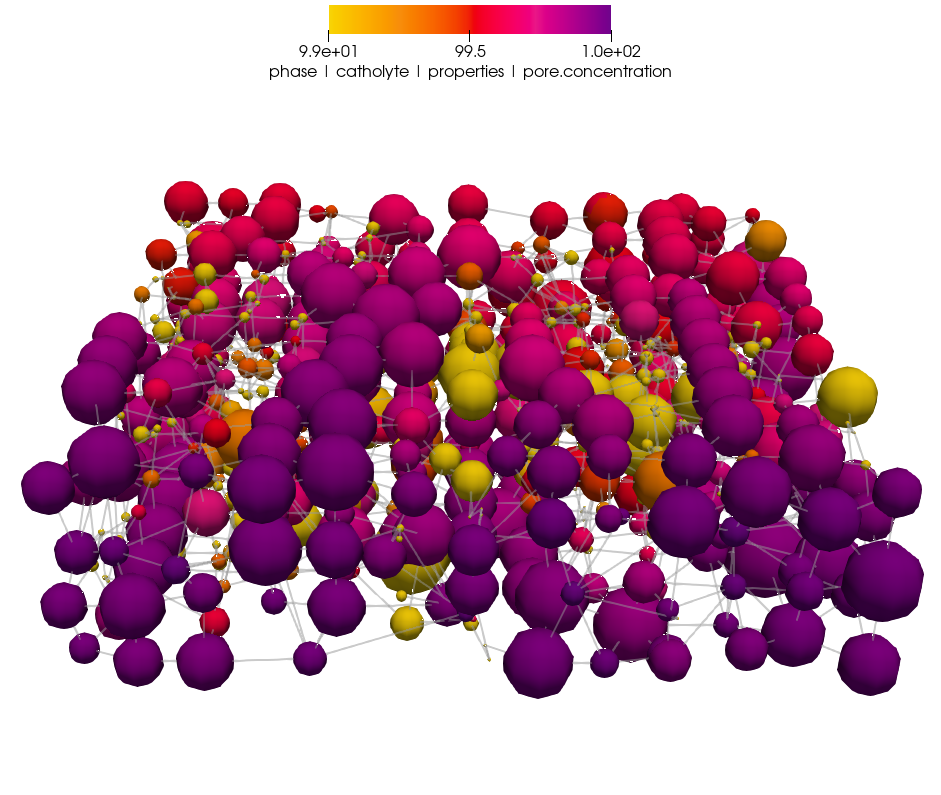 9.9e+01 99.5 1.0e+02
phase | catholyte | properties | pore.concentration